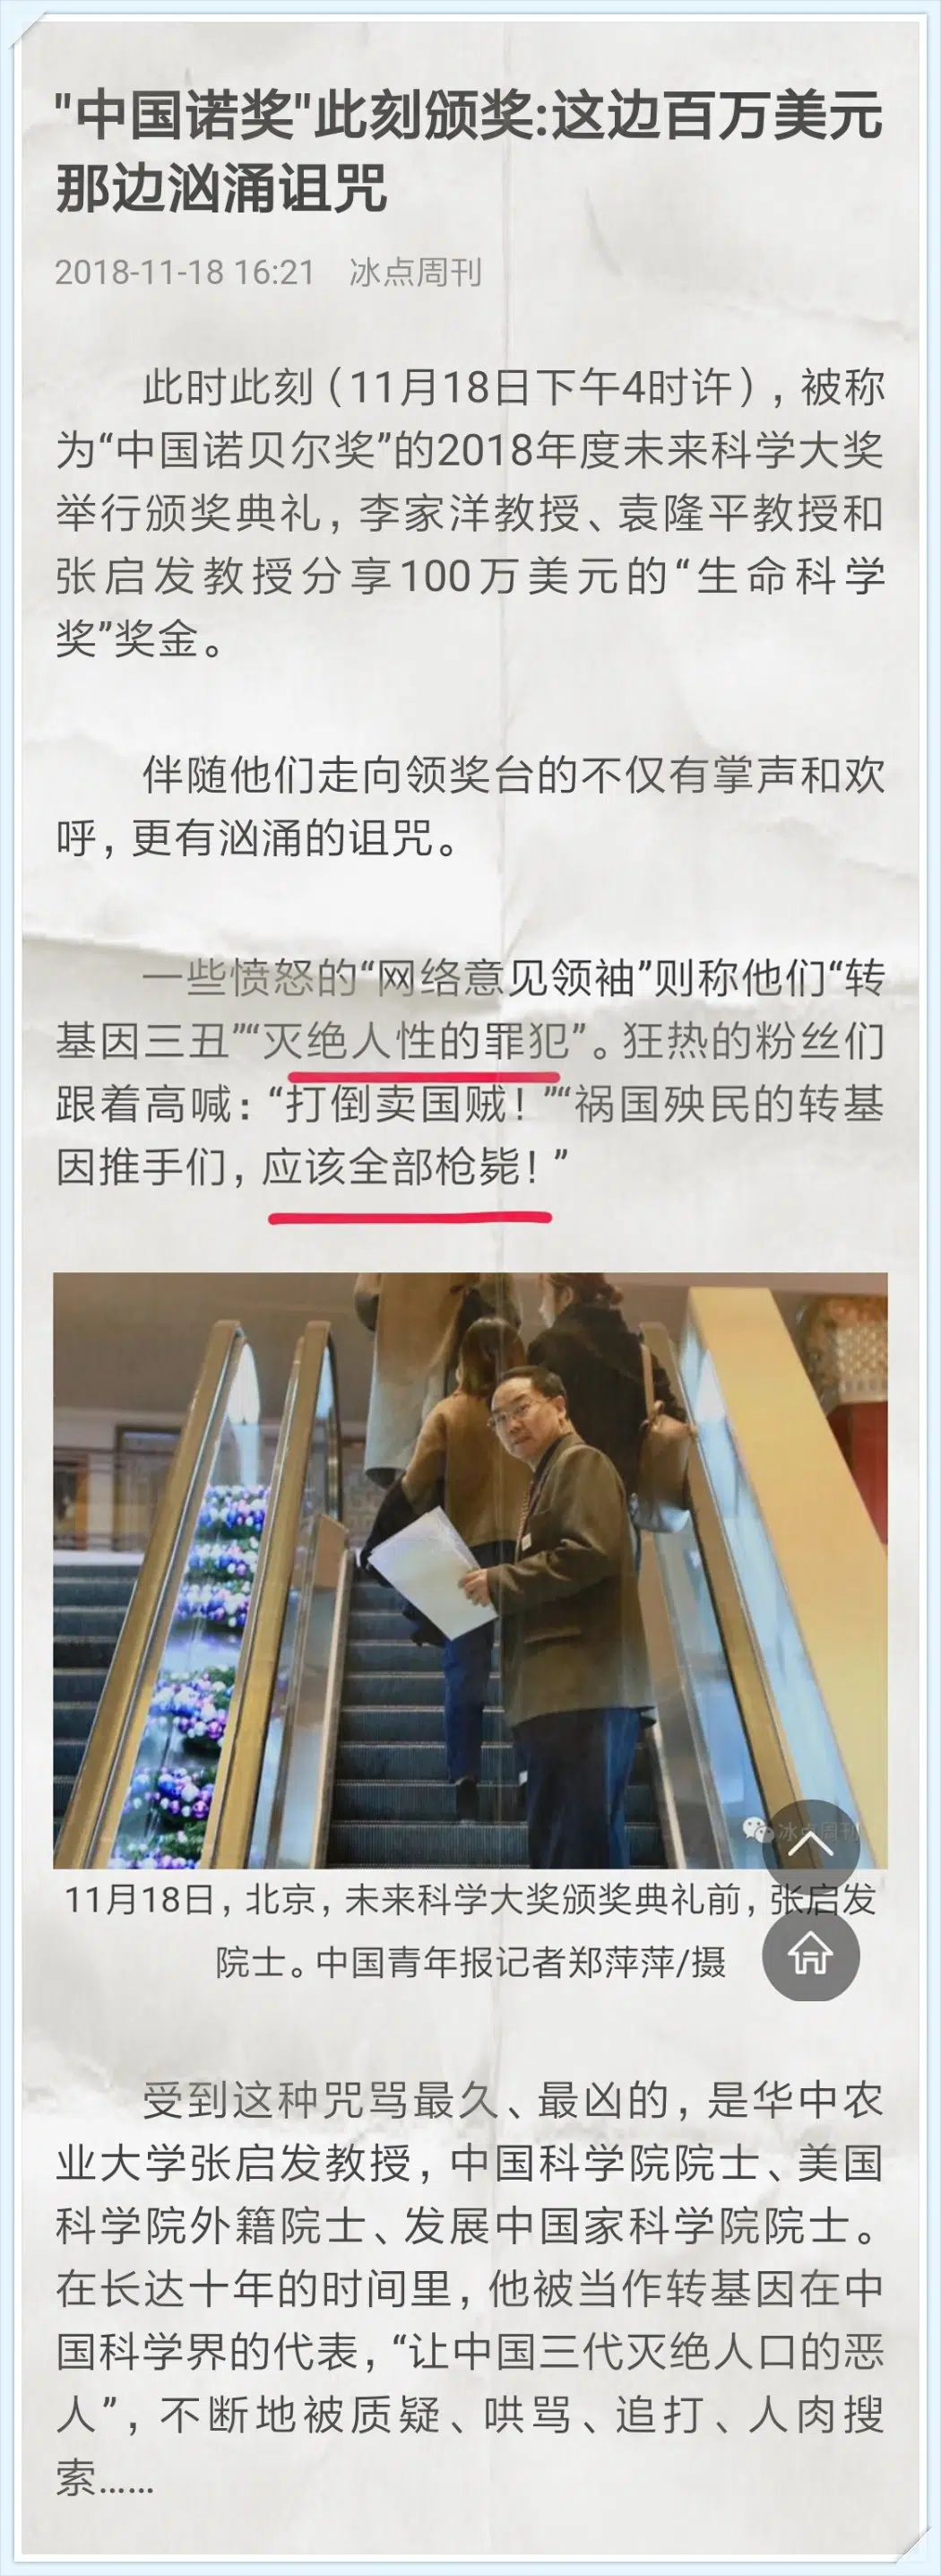 "中国诺奖"此刻颁奖:这边百万美元
那边汹涌诅咒
2018-11-18 16:21 冰点周刊
此时此刻（11月18日下午4时许），被称
为“中国诺贝尔奖”的2018年度未来科学大奖
举行颁奖典礼，李家洋教授、袁隆平教授和
张启发教授分享100万美元的“生命科学
奖”奖金。
伴随他们走向领奖台的不仅有掌声和欢
呼，更有汹涌的诅咒。
一些愤怒的“网络意见领袖”则称他们“转
基因三丑”“灭绝人性的罪犯”。狂热的粉丝们
跟着高喊：“打倒卖国贼！”“祸国殃民的转基
因推手们，应该全部枪毙！”
冰点周刊
11月18日，北京，未来科学大奖颁奖典礼前，张启发
院士。中国青年报记者郑萍萍/摄
受到这种咒骂最久、最凶的，是华中农
业大学张启发教授，中国科学院院士、美国
科学院外籍院士、发展中国家科学院院士。
在长达十年的时间里，他被当作转基因在中
国科学界的代表，“让中国三代灭绝人口的恶
人”，不断地被质疑、哄骂、追打、人肉搜
索……